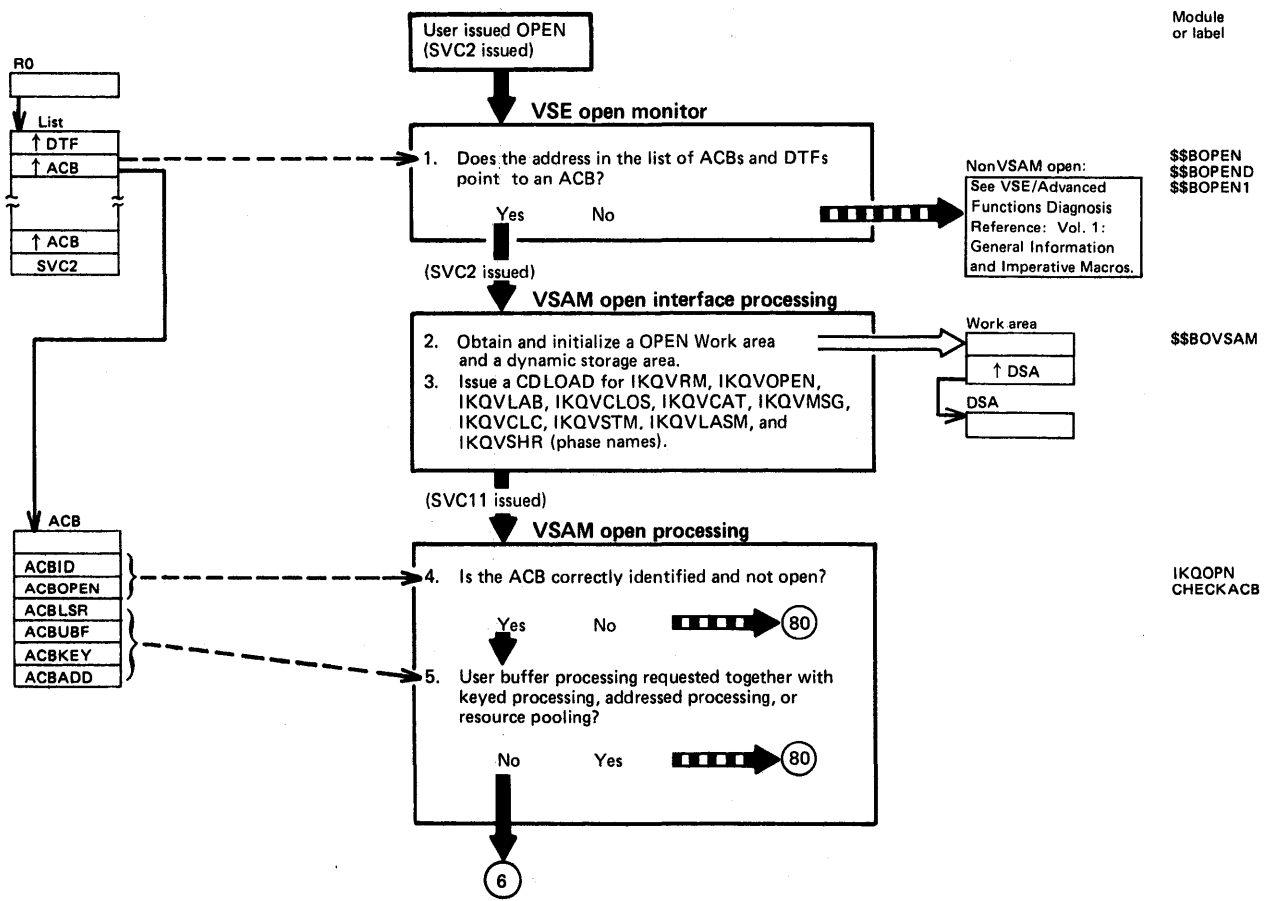 Module
or label
User issued OPEN
(SVC2 issued)
R0
List
↑ DTF
↑ ACB
↑ ACB
SVC2
VSE open monitor
1. Does the address in the list of ACBs and DTFs
point to an ACB?
Yes No
NonVSAM open:
See VSE/Advanced
Functions Diagnosis
Reference: Vol. 1:
General Information
and Imperative Macros.
$$BOPEN
$$BOPEND
$$BOPEN1
(SVC2 issued)
VSAM open interface processing
2. Obtain and initialize a OPEN Work area
and a dynamic storage area.
3. Issue a CDLOAD for IKQVRM, IKQVOPEN,
IKQVLAB, IKQVCLOS, IKQVCAT, IKQVMSG,
IKQVCLC, IKQVSTM, IKQVLASM, and
IKQVSHR (phase names).
Work area
↑ DSA
DSA
$$BOVSAM
(SVC11 issued)
VSAM open processing
ACB
ACBID
ACBOPEN
ACBLSR
ACBUBF
ACBKEY
ACBADD
4. Is the ACB correctly identified and not open?
Yes No 80
5. User buffer processing requested together with
keyed processing, addressed processing, or
resource pooling?
No Yes 80
IKQOPN
CHECKACB
6